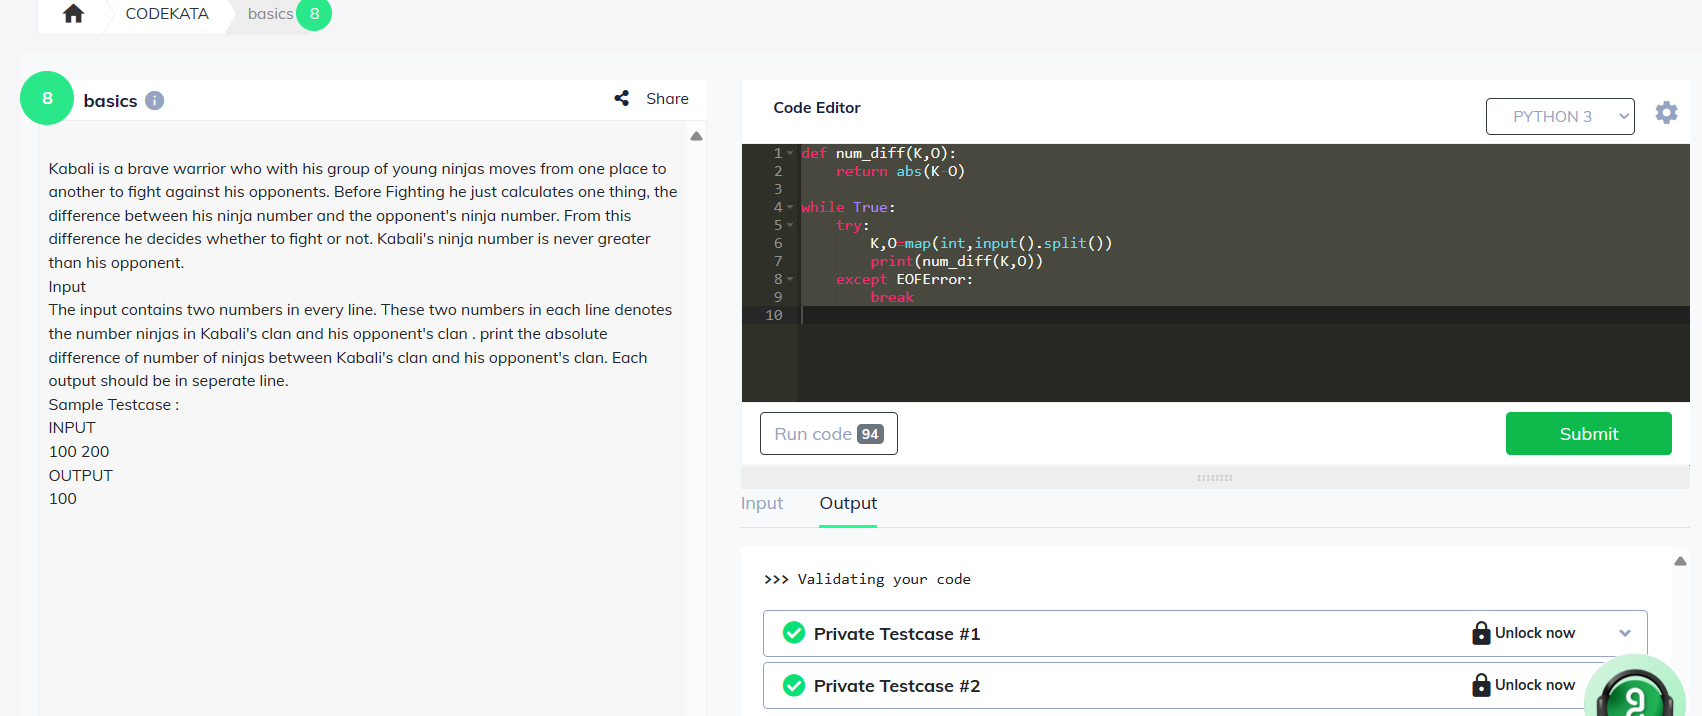 CODEKATA
basics 8
8 basics i
Share
Kabali is a brave warrior who with his group of young ninjas moves from one place to
another to fight against his opponents. Before Fighting he just calculates one thing, the
difference between his ninja number and the opponent's ninja number. From this
difference he decides whether to fight or not. Kabali's ninja number is never greater
than his opponent.
Input
The input contains two numbers in every line. These two numbers in each line denotes
the number ninjas in Kabali's clan and his opponent's clan . print the absolute
difference of number of ninjas between Kabali's clan and his opponent's clan. Each
output should be in seperate line.
Sample Testcase :
INPUT
100 200
OUTPUT
100
Code Editor
PYTHON 3
1 def num_diff(K,O):
2     return abs(K-O)
3
4 while True:
5     try:
6         K,O=map(int,input().split())
7         print(num_diff(K,O))
8     except EOFError:
9         break
10
Run code 94
Submit
Input
Output
>>> Validating your code
Private Testcase #1
Unlock now
Private Testcase #2
Unlock now